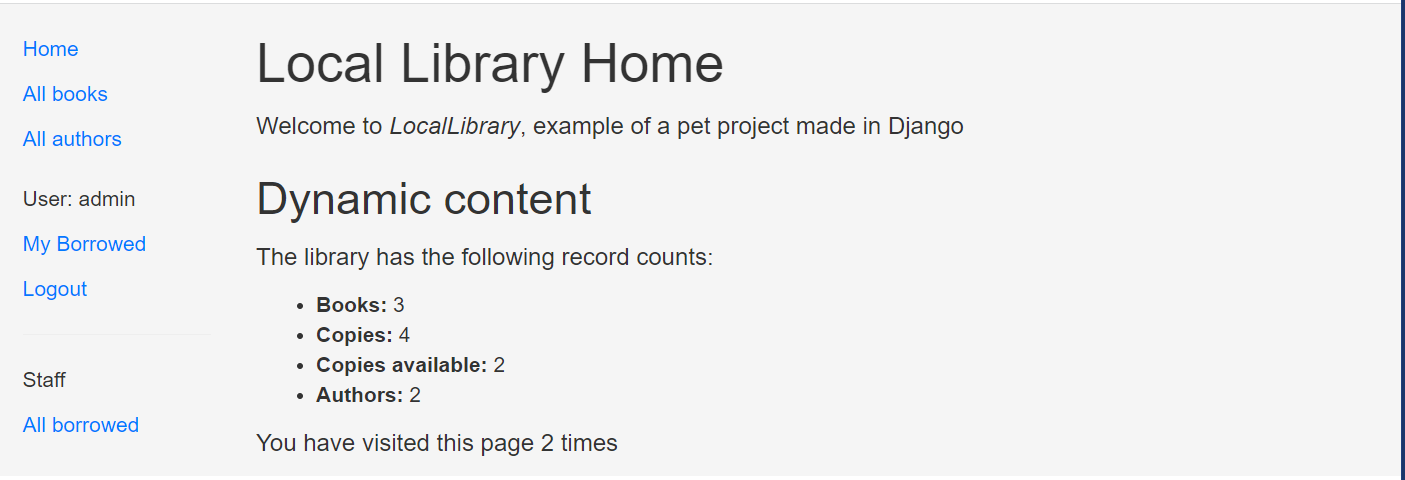 Home
All books
All authors
User: admin
My Borrowed
Logout
Staff
All borrowed
Local Library Home
Welcome to LocalLibrary, example of a pet project made in Django
Dynamic content
The library has the following record counts:
Books: 3
Copies: 4
Copies available: 2
Authors: 2
You have visited this page 2 times